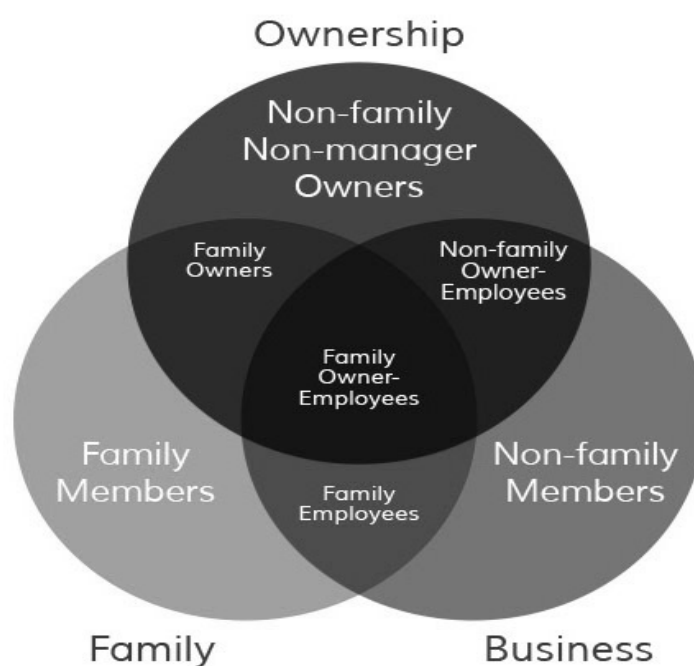 Ownership
Non-family
Non-manager
Owners
Family
Owners
Non-family
Owner-
Employees
Family
Owner-
Employees
Family
Members
Non-family
Members
Family
Employees
Family
Business